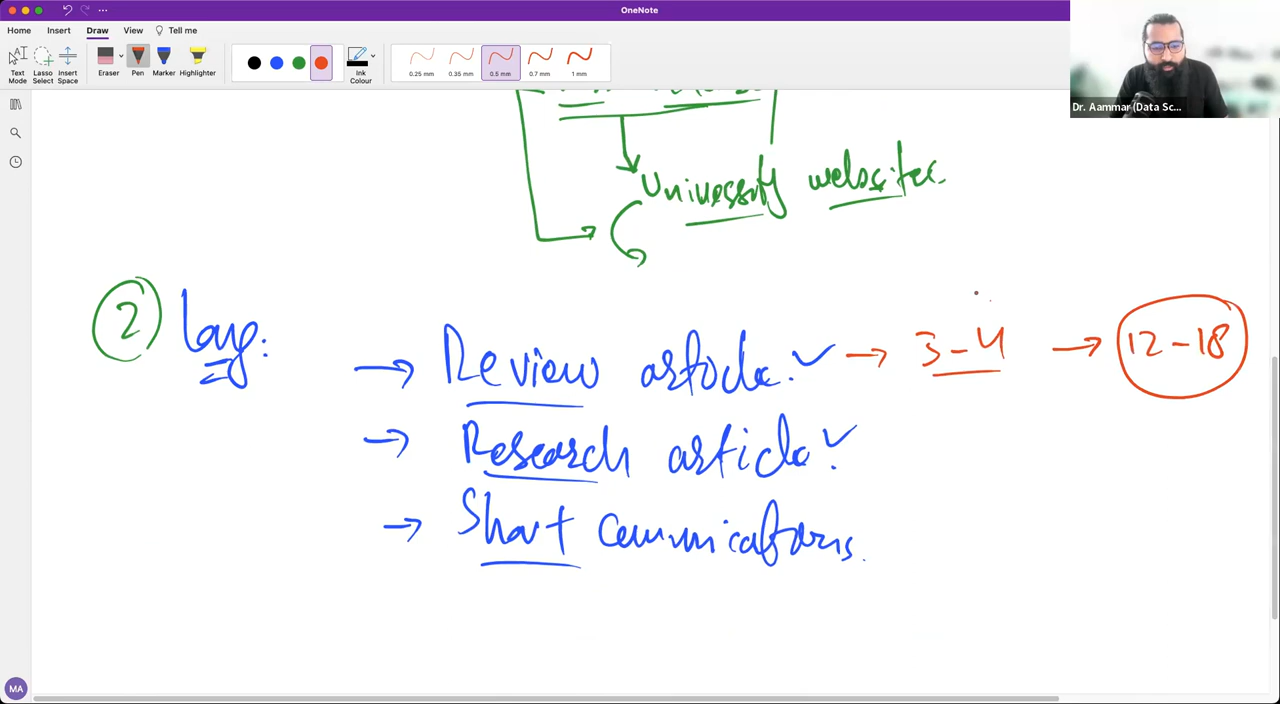 OneNote
Home Insert Draw View Tell me
Text Mode Lasso Select Insert Space Eraser Pen Marker Highlighter Ink Colour 0.25 mm 0.35 mm 0.5 mm 0.7 mm 1 mm
Dr. Aammar (Data Sc...
University websites.
2
→ Review article. ✓ → 3-4 → 12-18
→ Research article ✓
→ Short Communications.
MA